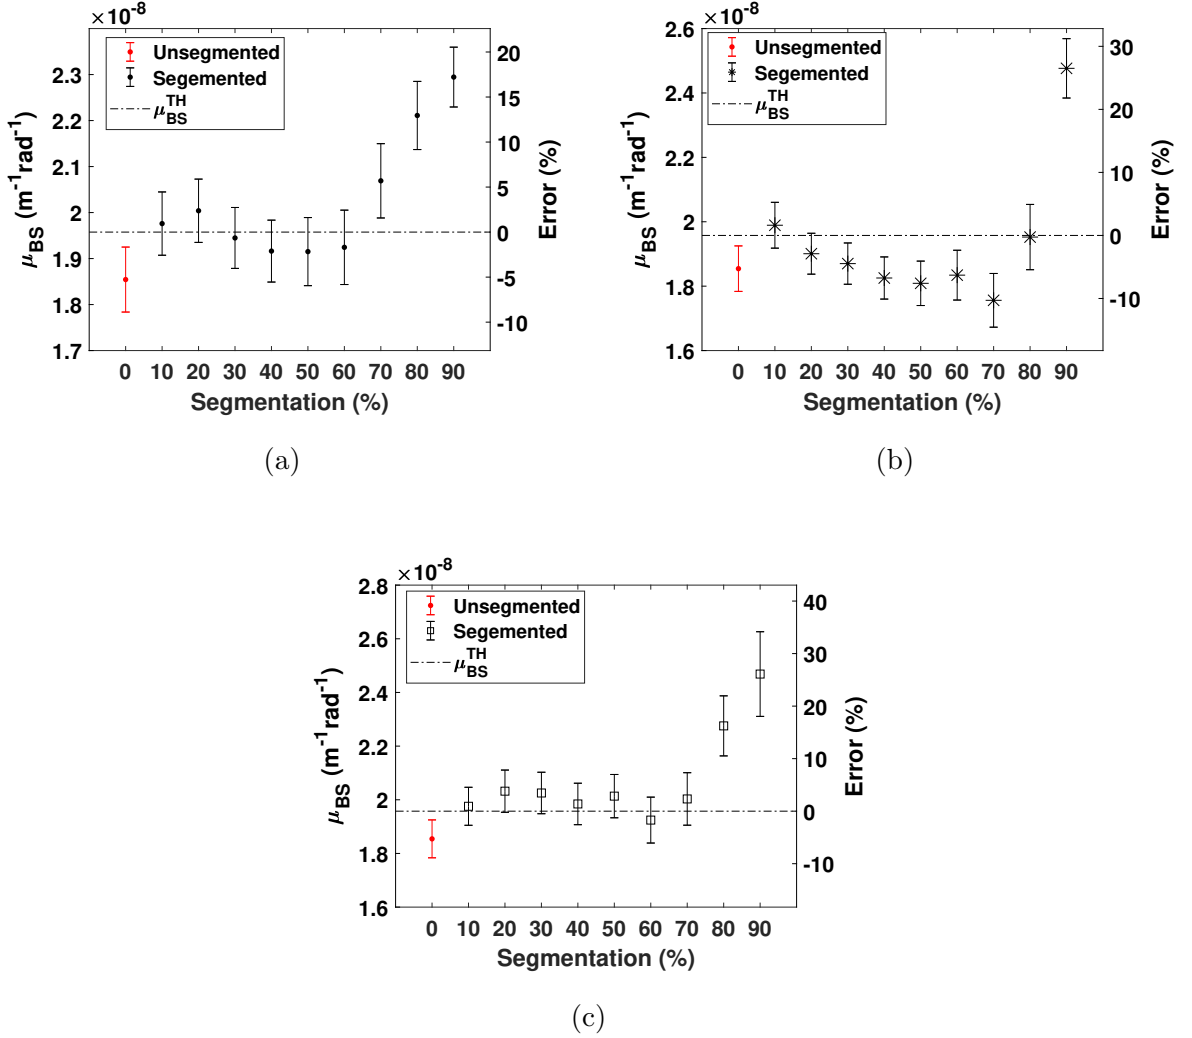 ×10⁻⁸
2.3
2.2
2.1
2
1.9
1.8
1.7
μ_BS (m⁻¹rad⁻¹)
Unsegmented
Segemented
μ_BS^TH
20
15
10
5
0
-5
-10
Error (%)
0 10 20 30 40 50 60 70 80 90
Segmentation (%)
(a)
×10⁻⁸
2.6
2.4
2.2
2
1.8
1.6
μ_BS (m⁻¹rad⁻¹)
Unsegmented
Segemented
μ_BS^TH
30
20
10
0
-10
Error (%)
0 10 20 30 40 50 60 70 80 90
Segmentation (%)
(b)
×10⁻⁸
2.8
2.6
2.4
2.2
2
1.8
1.6
μ_BS (m⁻¹rad⁻¹)
Unsegmented
Segemented
μ_BS^TH
40
30
20
10
0
-10
Error (%)
0 10 20 30 40 50 60 70 80 90
Segmentation (%)
(c)